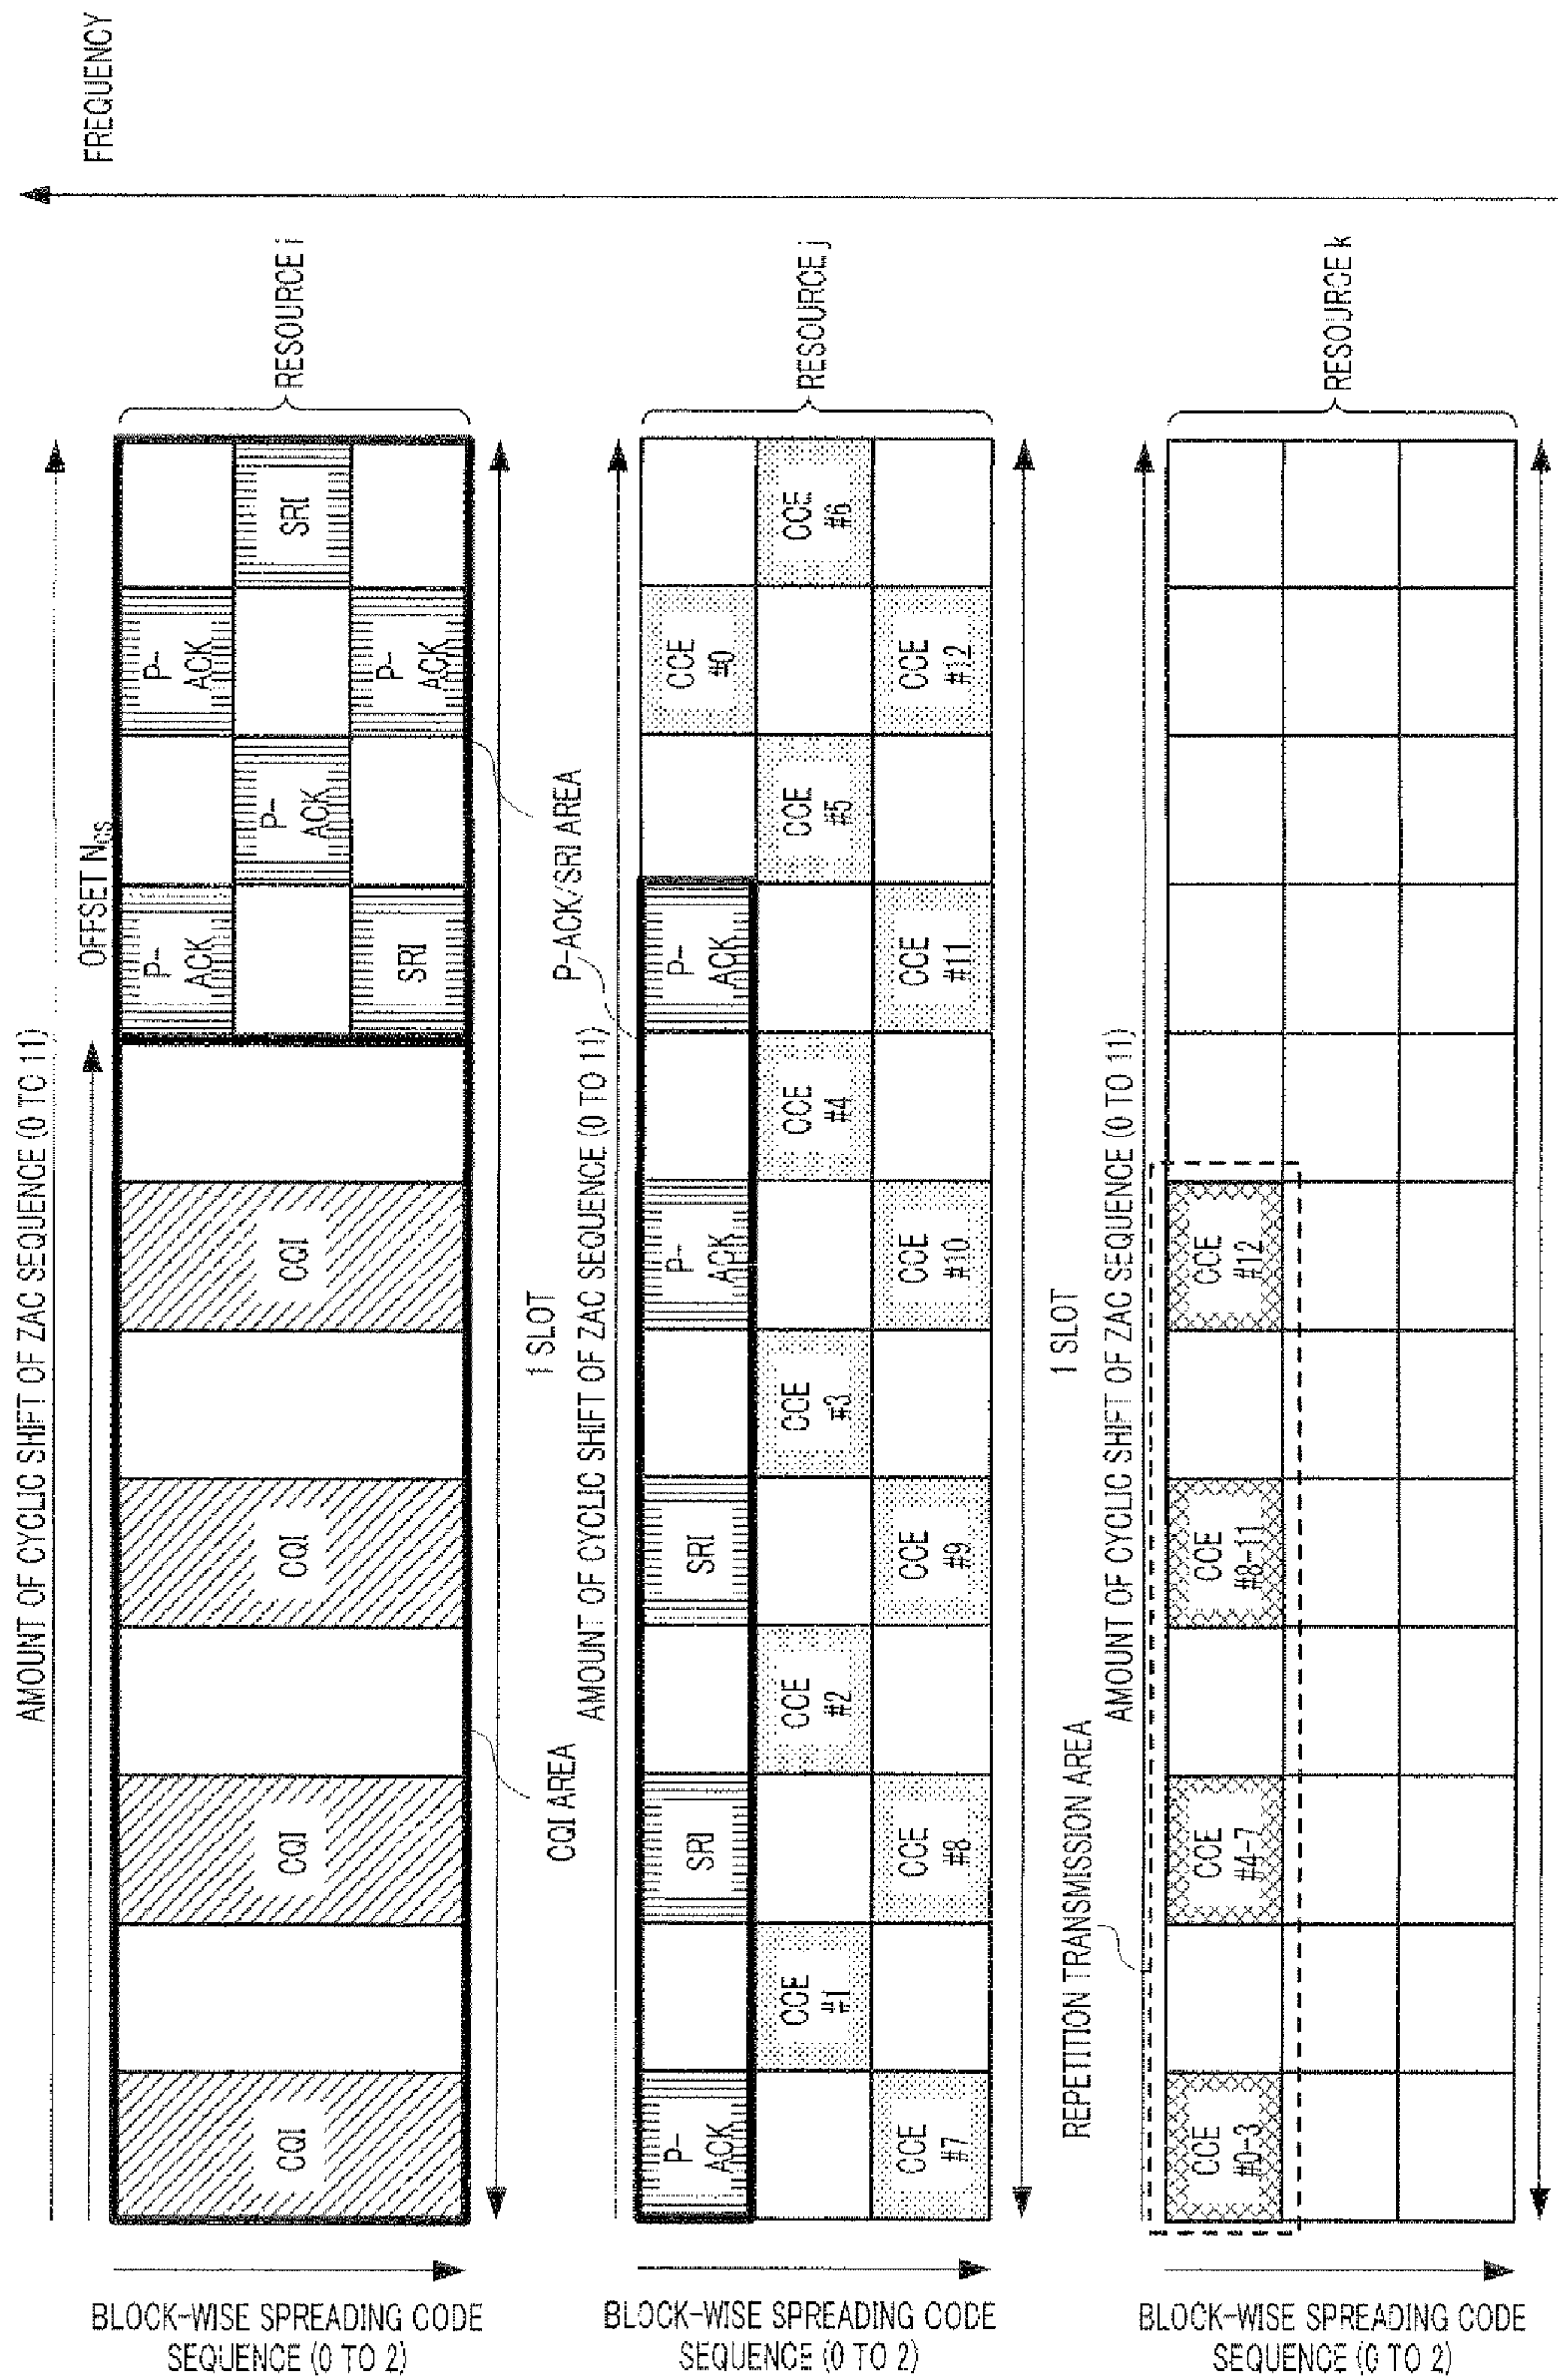 FREQUENCY
AMOUNT OF CYCLIC SHIFT OF ZAC SEQUENCE (0 TO 11)
OFFSET NCS
RESOURCE i
CQI
CQI
CQI
CQI
P-
ACK
P-
ACK
P-
ACK
SRI
SRI
P-
ACK
BLOCK-WISE SPREADING CODE
SEQUENCE (0 TO 2)
1 SLOT
CQI AREA
P-ACK/SRI AREA
AMOUNT OF CYCLIC SHIFT OF ZAC SEQUENCE (0 TO 11)
RESOURCE j
P-
ACK
SRI
SRI
P-
ACK
P-
ACK
CCE
#0
CCE
#1
CCE
#2
CCE
#3
CCE
#4
CCE
#5
CCE
#6
CCE
#7
CCE
#8
CCE
#9
CCE
#10
CCE
#11
CCE
#12
BLOCK-WISE SPREADING CODE
SEQUENCE (0 TO 2)
1 SLOT
REPETITION TRANSMISSION AREA
AMOUNT OF CYCLIC SHIFT OF ZAC SEQUENCE (0 TO 11)
RESOURCE k
CCE
#0-3
CCE
#4-7
CCE
#8-11
CCE
#12
BLOCK-WISE SPREADING CODE
SEQUENCE (0 TO 2)